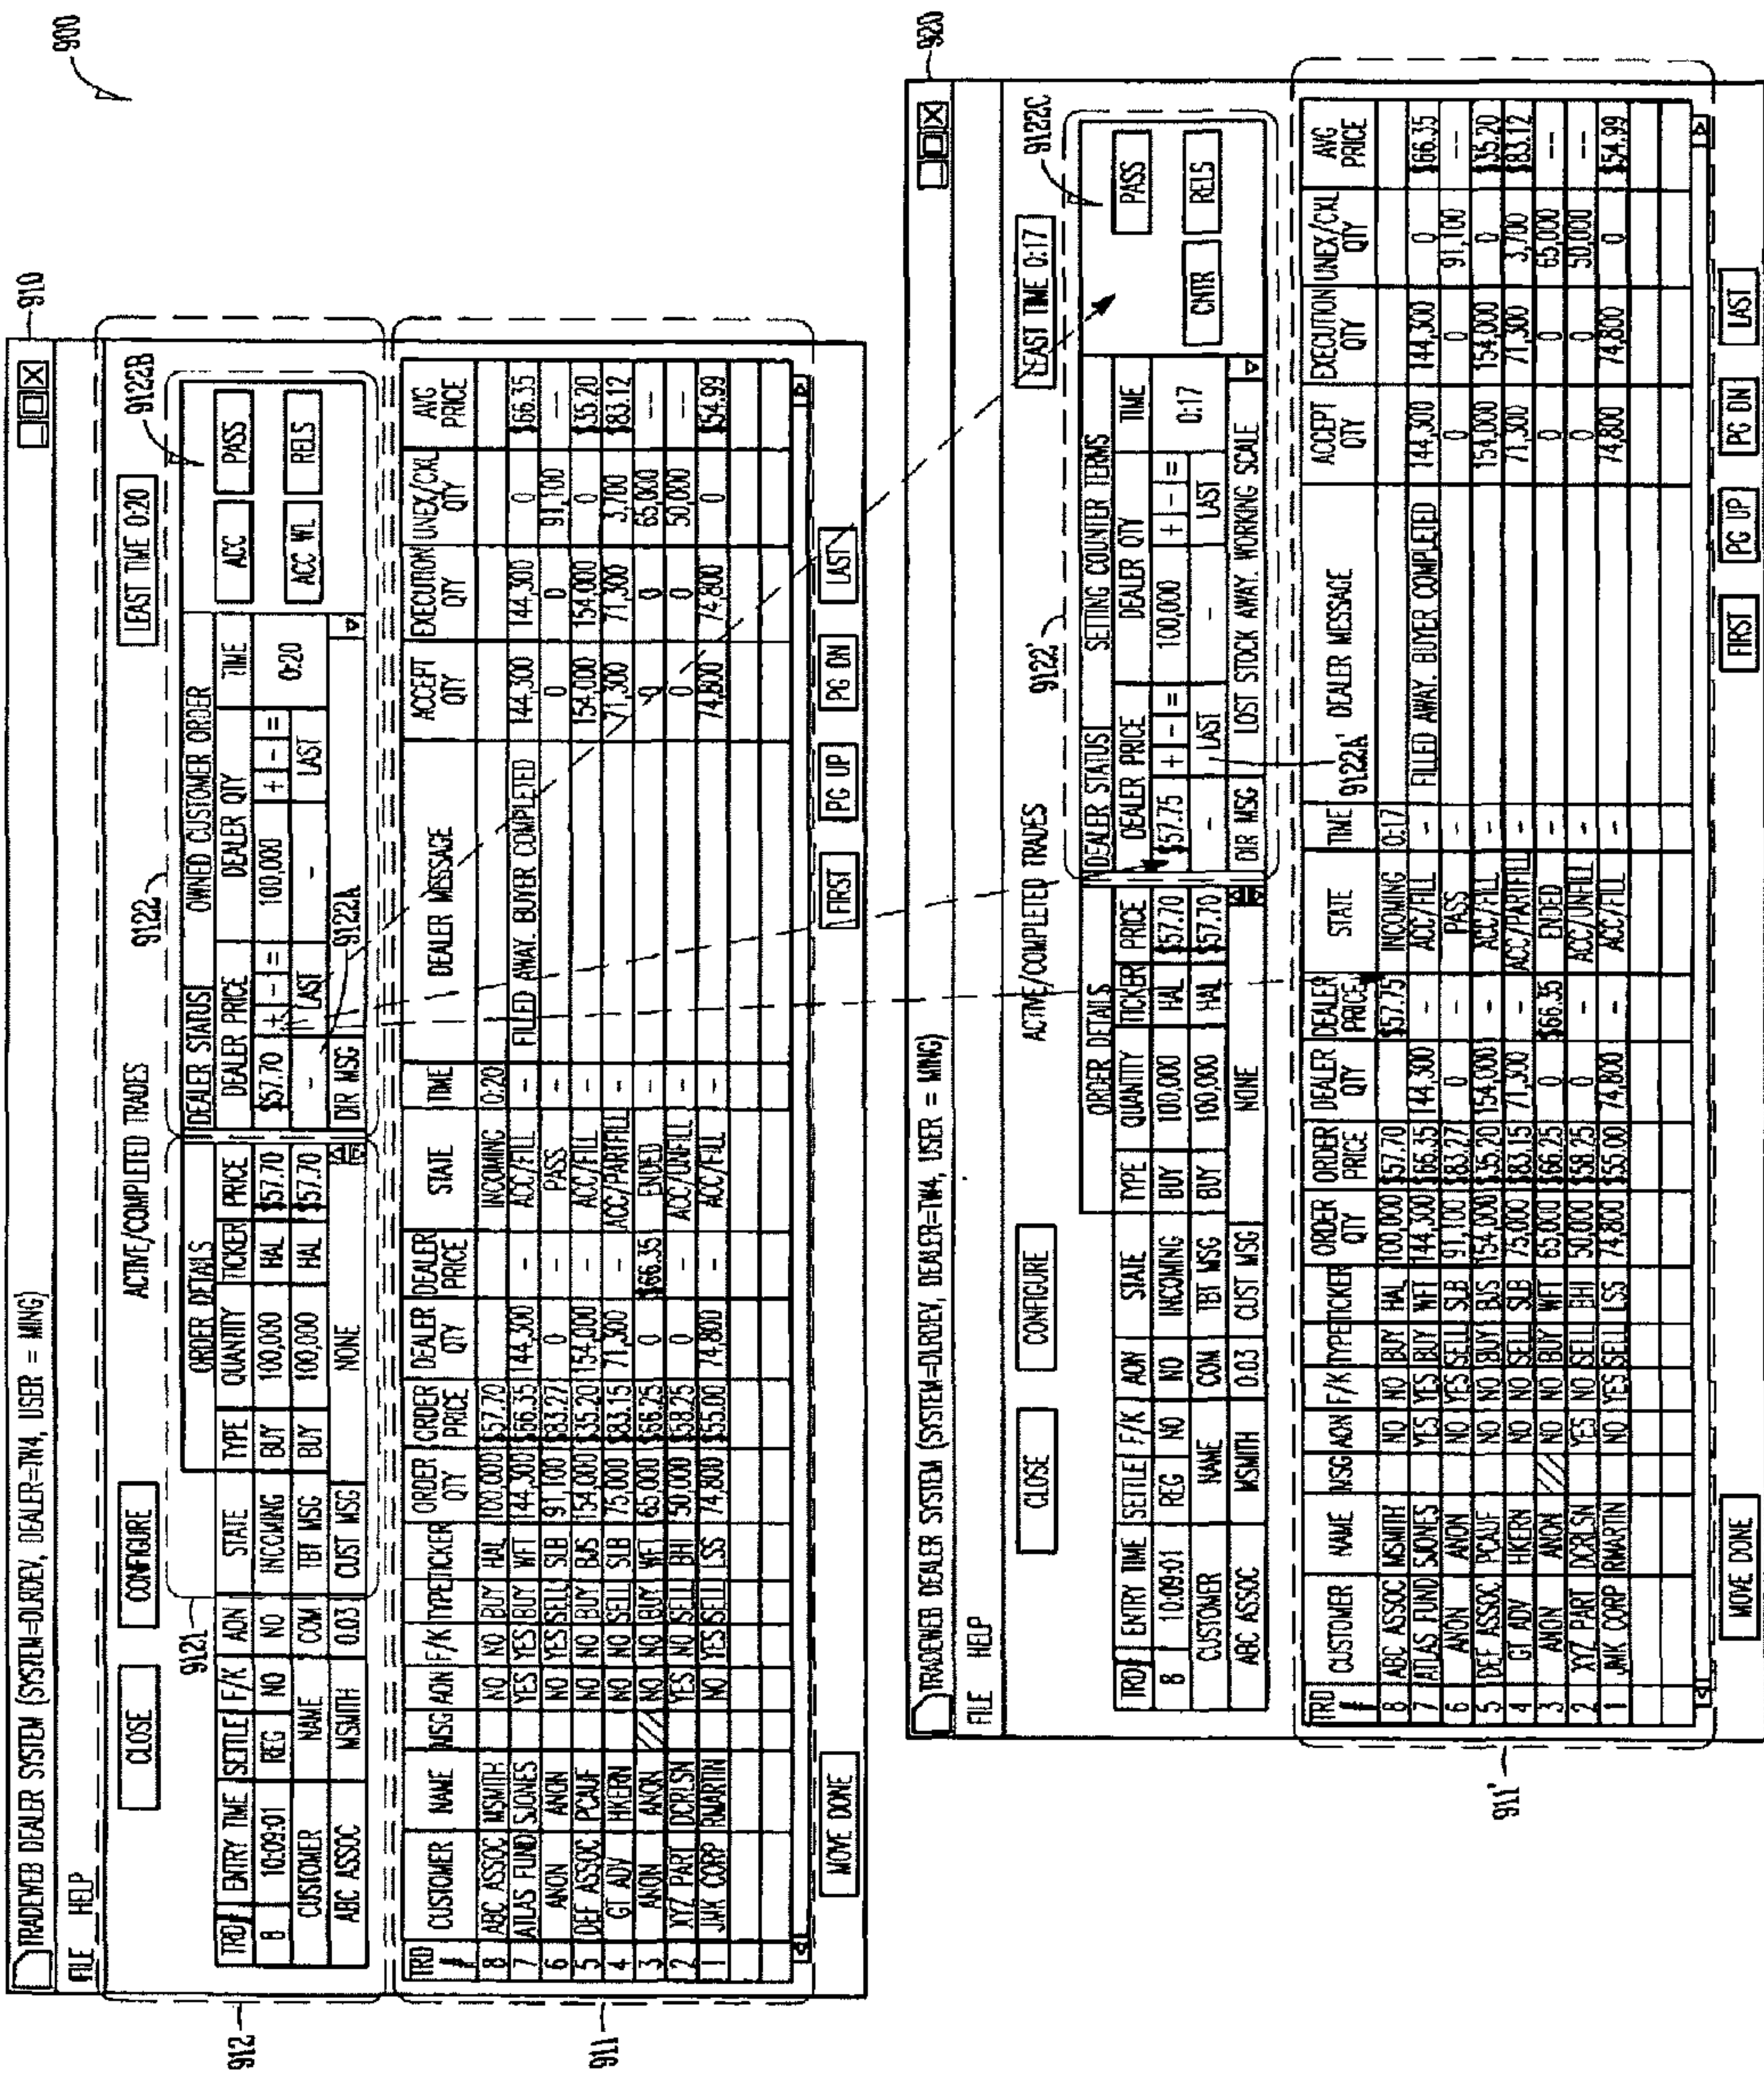 900
910
TRADEWEB DEALER SYSTEM (SYSTEM=DLRDEV, DEALER=TW4, USER = MING)
FILE HELP
CLOSE CONFIGURE ACTIVE/COMPLETED TRADES LEAST TIME 0:20
912 9121 9122 9122B
ORDER DETAILS DEALER STATUS OWNED CUSTOMER ORDER
TRD# ENTRY TIME SETTLE F/K AON STATE TYPE QUANTITY TICKER PRICE DEALER PRICE DEALER QTY TIME
8 10:09:01 REG NO NO INCOMING BUY 100,000 HAL $57.70 $57.70 + - = 100,000 + - = 0:20 ACC PASS
CUSTOMER NAME COM. TBT MSG BUY 100,000 HAL $57.70 - LAST - LAST
ABC ASSOC MSMITH 0.03 CUST MSG NONE DIR MSG ACC WL RELS
9122A
911
TRD # CUSTOMER NAME MSG AON F/K TYPE TICKER ORDER QTY ORDER PRICE DEALER QTY DEALER PRICE STATE TIME DEALER MESSAGE ACCEPT QTY EXECUTION QTY UNEX/CXL QTY AVG PRICE
8 ABC ASSOC MSMITH NO NO BUY HAL 100,000 $57.70 INCOMING 0:20
7 ATLAS FUND SJONES YES YES BUY WFT 144,300 $66.35 144,300 - ACC/FILL - FILLED AWAY. BUYER COMPLETED 144,300 144,300 0 $66.35
6 ANON ANON NO YES SELL SLB 91,100 $83.27 0 - PASS - 0 0 91,100 --
5 DEF ASSOC PCAUF NO NO BUY BJS 154,000 $35.20 154,000 - ACC/FILL - 154,000 154,000 0 $35.20
4 GT ADV HKERN NO NO SELL SLB 75,000 $83.15 71,300 - ACC/PARTFILL - 71,300 71,300 3,700 $83.12
3 ANON ANON NO NO BUY WFT 65,000 $66.25 0 $66.35 ENDED - 0 0 65,000 --
2 XYZ PART DCRLSN YES NO SELL BHI 50,000 $58.25 0 - ACC/UNFILL - 0 0 50,000 --
1 JMK CORP RMARTIN NO YES SELL LSS 74,800 $55.00 74,800 - ACC/FILL - 74,800 74,800 0 $54.99
MOVE DONE FIRST PG UP PG DN LAST
920
TRADEWEB DEALER SYSTEM (SYSTEM=DLRDEV, DEALER=TW4, USER = MING)
FILE HELP
CLOSE CONFIGURE ACTIVE/COMPLETED TRADES LEAST TIME 0:17
9122' 9122C
ORDER DETAILS DEALER STATUS SETTING COUNTER TERMS
TRD# ENTRY TIME SETTLE F/K AON STATE TYPE QUANTITY TICKER PRICE DEALER PRICE DEALER QTY TIME
8 10:09:01 REG NO NO INCOMING BUY 100,000 HAL $57.70 $57.75 + - = 100,000 + - = 0:17 PASS
CUSTOMER NAME COM TBT MSG BUY 100,000 HAL $57.70 - LAST - LAST
ABC ASSOC MSMITH 0.03 CUST MSG NONE DIR MSG LOST STOCK AWAY. WORKING SCALE CNTR RELS
9122A'
911'
TRD # CUSTOMER NAME MSG AON F/K TYPE TICKER ORDER QTY ORDER PRICE DEALER QTY DEALER PRICE STATE TIME DEALER MESSAGE ACCEPT QTY EXECUTION QTY UNEX/CXL QTY AVG PRICE
8 ABC ASSOC MSMITH NO NO BUY HAL 100,000 $57.70 $57.75 INCOMING 0:17
7 ATLAS FUND SJONES YES YES BUY WFT 144,300 $66.35 144,300 - ACC/FILL - FILLED AWAY. BUYER COMPLETED 144,300 144,300 0 $66.35
6 ANON ANON NO YES SELL SLB 91,100 $83.27 0 - PASS - 0 0 91,100 --
5 DEF ASSOC PCAUF NO NO BUY BJS 154,000 $35.20 154,000 - ACC/FILL - 154,000 154,000 0 $35.20
4 GT ADV HKERN NO NO SELL SLB 75,000 $83.15 71,300 - ACC/PARTFILL - 71,300 71,300 3,700 $83.12
3 ANON ANON NO NO BUY WFT 65,000 $66.25 0 $66.35 ENDED - 0 0 65,000 --
2 XYZ PART DCRLSN YES NO SELL BHI 50,000 $58.25 0 - ACC/UNFILL - 0 0 50,000 --
1 JMK CORP RMARTIN NO YES SELL LSS 74,800 $55.00 74,800 - ACC/FILL - 74,800 74,800 0 $54.99
MOVE DONE FIRST PG UP PG DN LAST